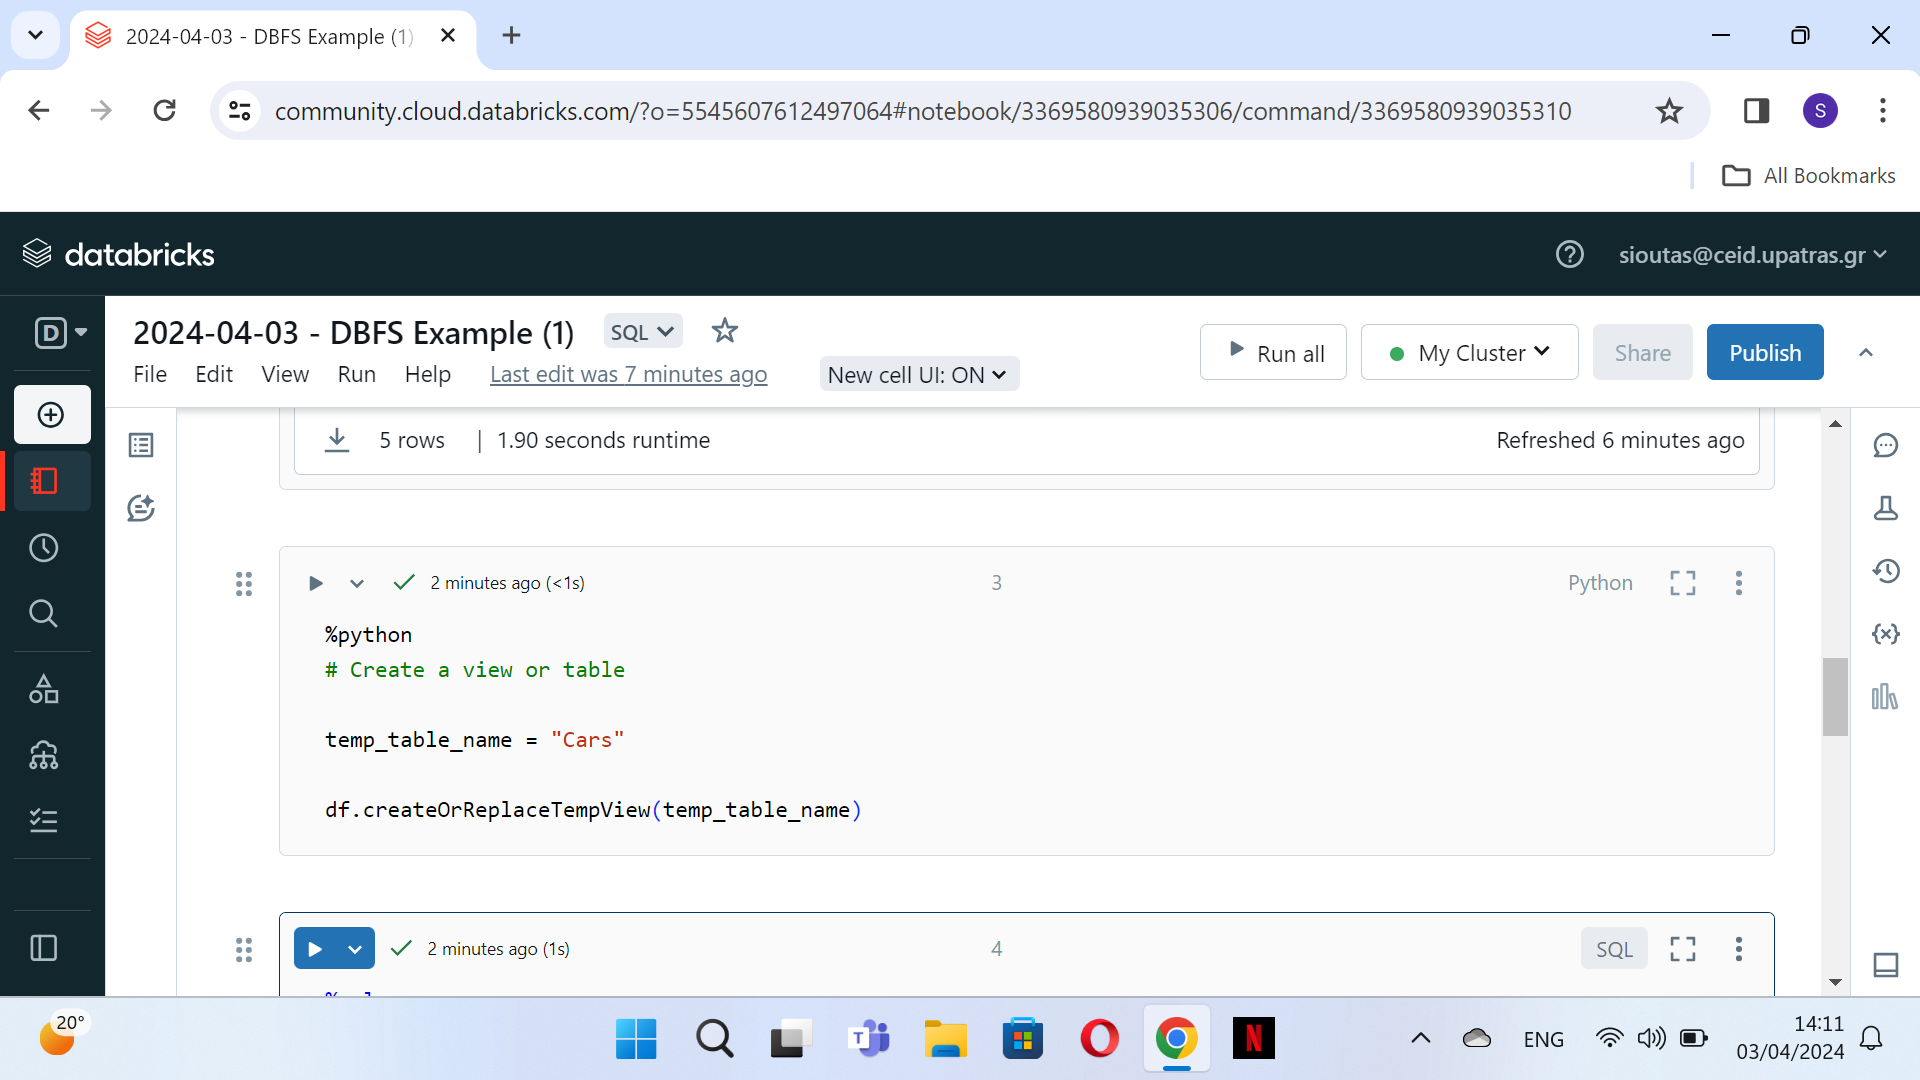 2024-04-03 - DBFS Example (1)
community.cloud.databricks.com/?o=5545607612497064#notebook/3369580939035306/command/3369580939035310
S
All Bookmarks
databricks
sioutas@ceid.upatras.gr
D
2024-04-03 - DBFS Example (1)
SQL
File Edit View Run Help Last edit was 7 minutes ago New cell UI: ON
Run all
My Cluster
Share
Publish
5 rows | 1.90 seconds runtime
Refreshed 6 minutes ago
2 minutes ago (<1s)
3
Python
%python
# Create a view or table
temp_table_name = "Cars"
df.createOrReplaceTempView(temp_table_name)
2 minutes ago (1s)
4
SQL
20°
T
N
ENG
14:11
03/04/2024